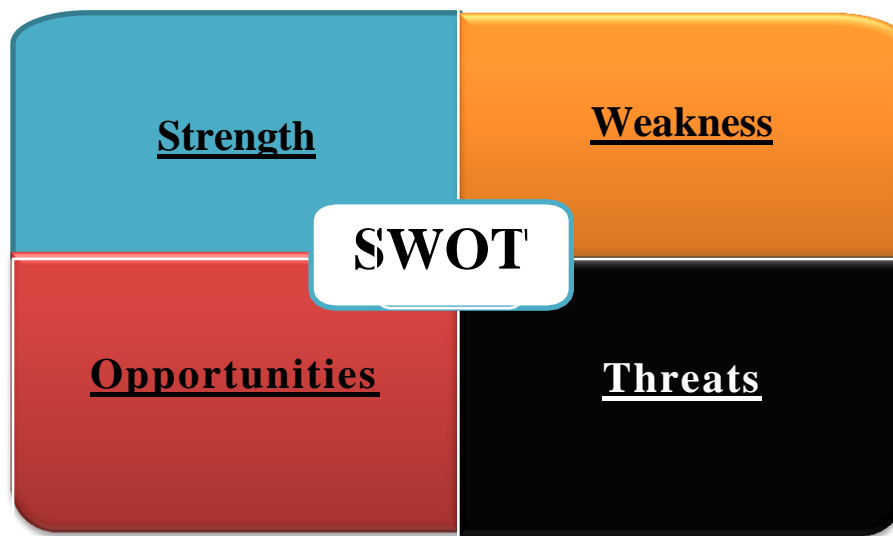 Strength
Weakness
SWOT
Opportunities
Threats